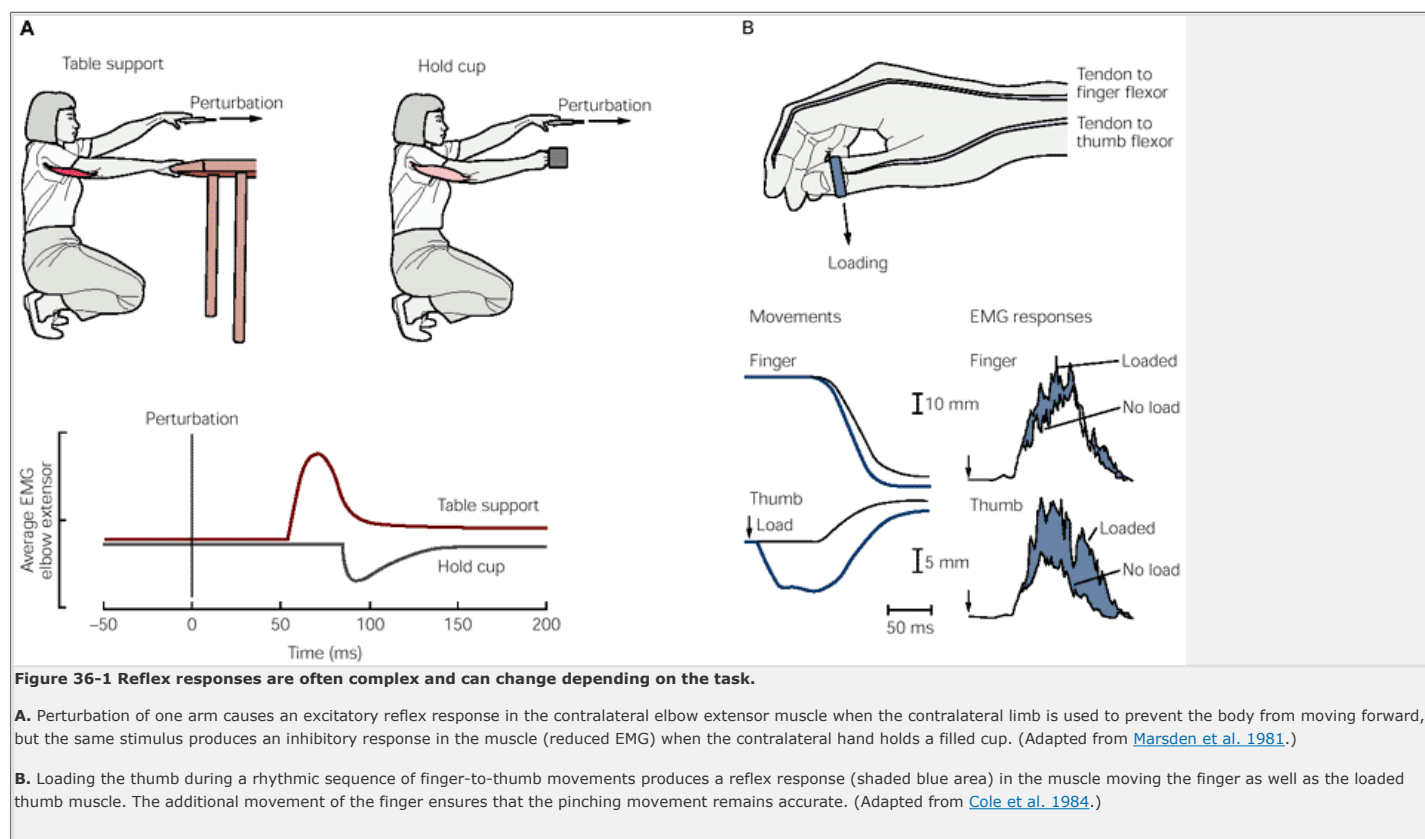 A
Table support
Perturbation
Hold cup
Perturbation
Perturbation
Average EMG
elbow extensor
Table support
Hold cup
−50
0
50
100
150
200
Time (ms)
B
Tendon to
finger flexor
Tendon to
thumb flexor
Loading
Movements
EMG responses
Finger
10 mm
Finger
Loaded
No load
Thumb
Load
5 mm
50 ms
Thumb
Loaded
No load
Figure 36-1 Reflex responses are often complex and can change depending on the task.
A. Perturbation of one arm causes an excitatory reflex response in the contralateral elbow extensor muscle when the contralateral limb is used to prevent the body from moving forward,
but the same stimulus produces an inhibitory response in the muscle (reduced EMG) when the contralateral hand holds a filled cup. (Adapted from Marsden et al. 1981.)
B. Loading the thumb during a rhythmic sequence of finger-to-thumb movements produces a reflex response (shaded blue area) in the muscle moving the finger as well as the loaded
thumb muscle. The additional movement of the finger ensures that the pinching movement remains accurate. (Adapted from Cole et al. 1984.)